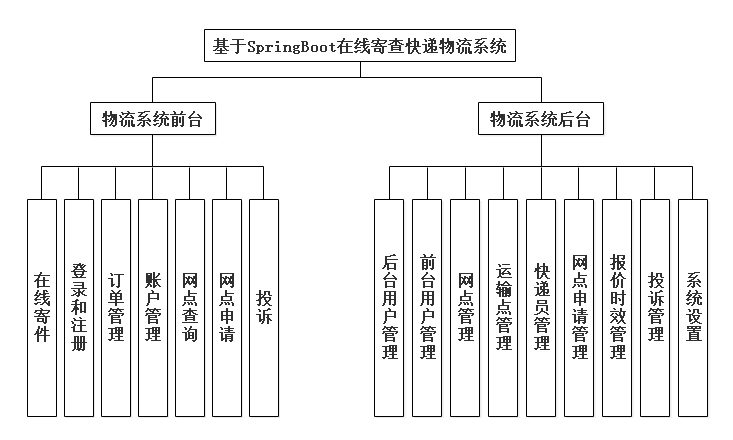 基于SpringBoot在线寄查快递物流系统
物流系统前台
物流系统后台
在线寄件
登录和注册
订单管理
账户管理
网点查询
网点申请
投诉
后台用户管理
前台用户管理
网点管理
运输点管理
快递员管理
网点申请管理
报价时效管理
投诉管理
系统设置